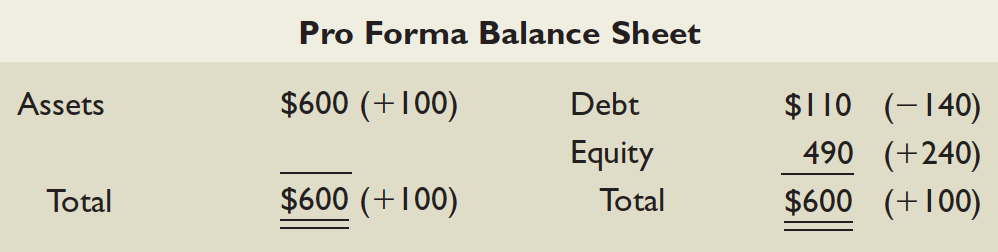 Pro Forma Balance Sheet
Assets $600 (+100) Debt $110 (−140)
Equity 490 (+240)
Total $600 (+100) Total $600 (+100)